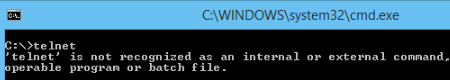 C:\WINDOWS\system32\cmd.exe
C:\>telnet
'telnet' is not recognized as an internal or external command,
operable program or batch file.